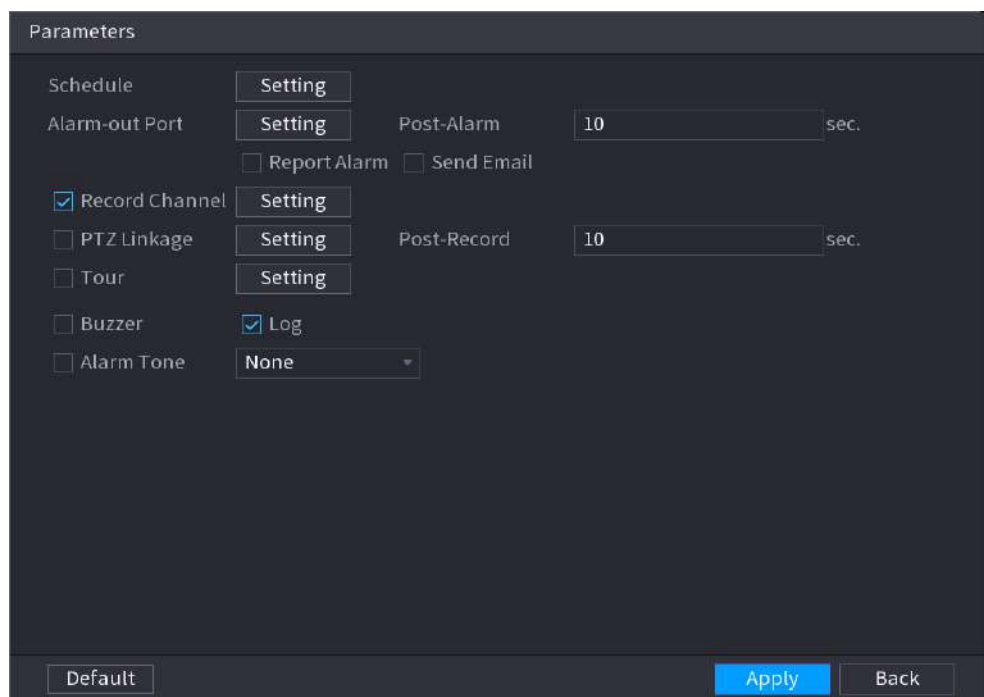 Parameters
Schedule Setting
Alarm-out Port Setting Post-Alarm 10 sec.
Report Alarm Send Email
Record Channel Setting
PTZ Linkage Setting Post-Record 10 sec.
Tour Setting
Buzzer Log
Alarm Tone None
Default Apply Back